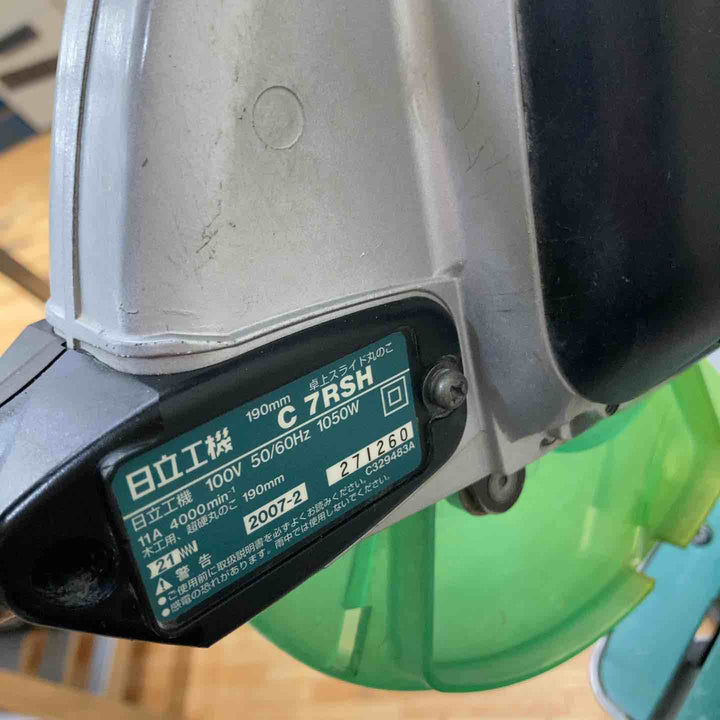 190mm 卓上スライド丸のこ
日立工機 C 7RSH
日立工機 100V 50/60Hz 1050W
11A 4000min-1
木工用、超硬丸のこ 190mm
21 2007-2 271260
警告 C329483A
●ご使用前に取扱説明書を必ずよくお読みください。
●感電の恐れがあります。雨中では使用しないでください。